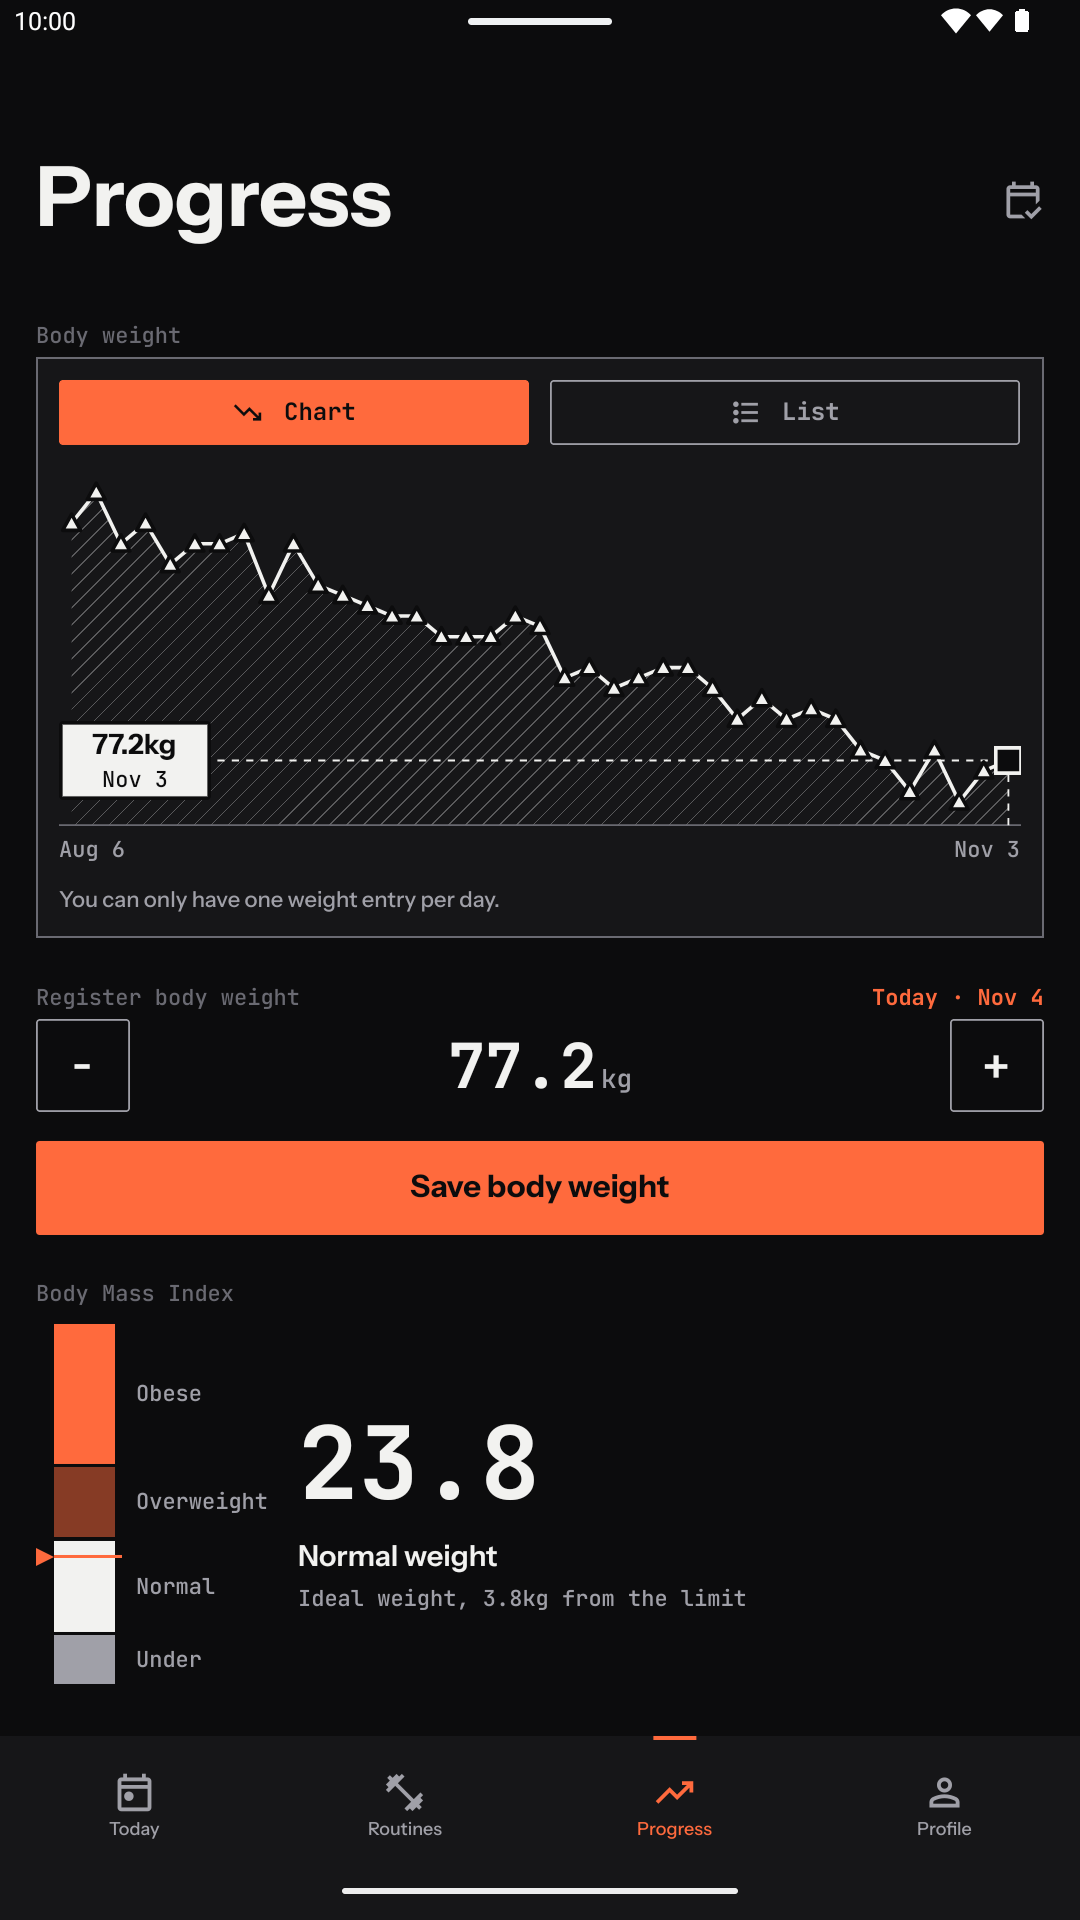 10:00
Progress
Body weight
Chart
List
77.2kg
Nov 3
Aug 6
Nov 3
You can only have one weight entry per day.
Register body weight
Today · Nov 4
-
77.2kg
+
Save body weight
Body Mass Index
Obese
23.8
Overweight
Normal weight
Normal
Ideal weight, 3.8kg from the limit
Under
Today
Routines
Progress
Profile